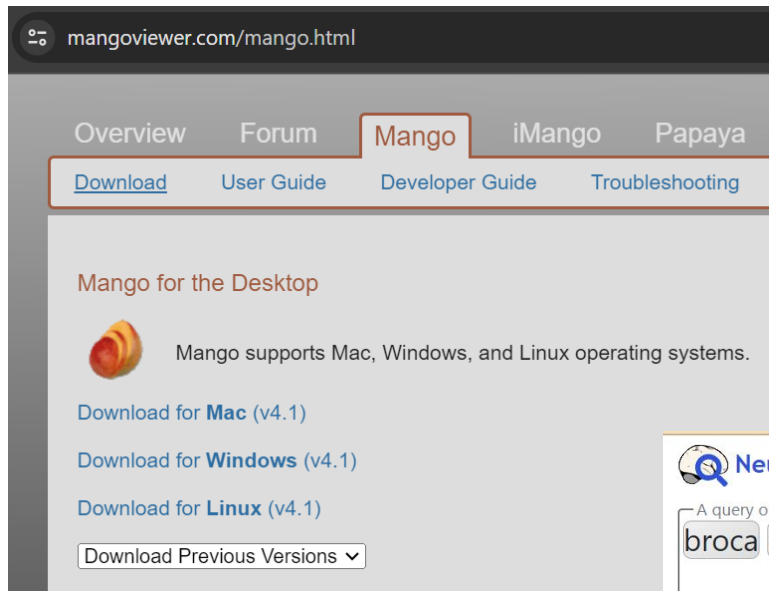 mangoviewer.com/mango.html
Overview Forum Mango iMango Papaya
Download User Guide Developer Guide Troubleshooting
Mango for the Desktop
Mango supports Mac, Windows, and Linux operating systems.
Download for Mac (v4.1)
Download for Windows (v4.1)
Download for Linux (v4.1)
Download Previous Versions
A query o
broca